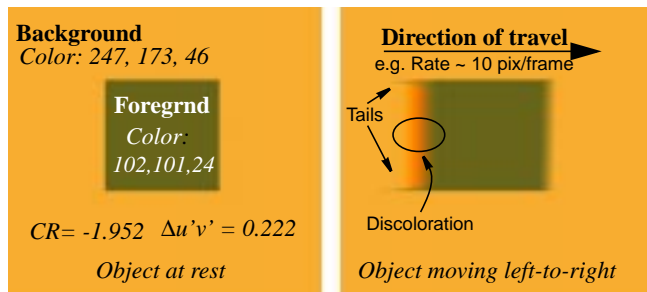 Background
Color: 247, 173, 46
Foregrnd
Color:
102,101,24
CR= -1.952 Δu’v’ = 0.222
Object at rest
Direction of travel
e.g. Rate ~ 10 pix/frame
Tails
Discoloration
Object moving left-to-right